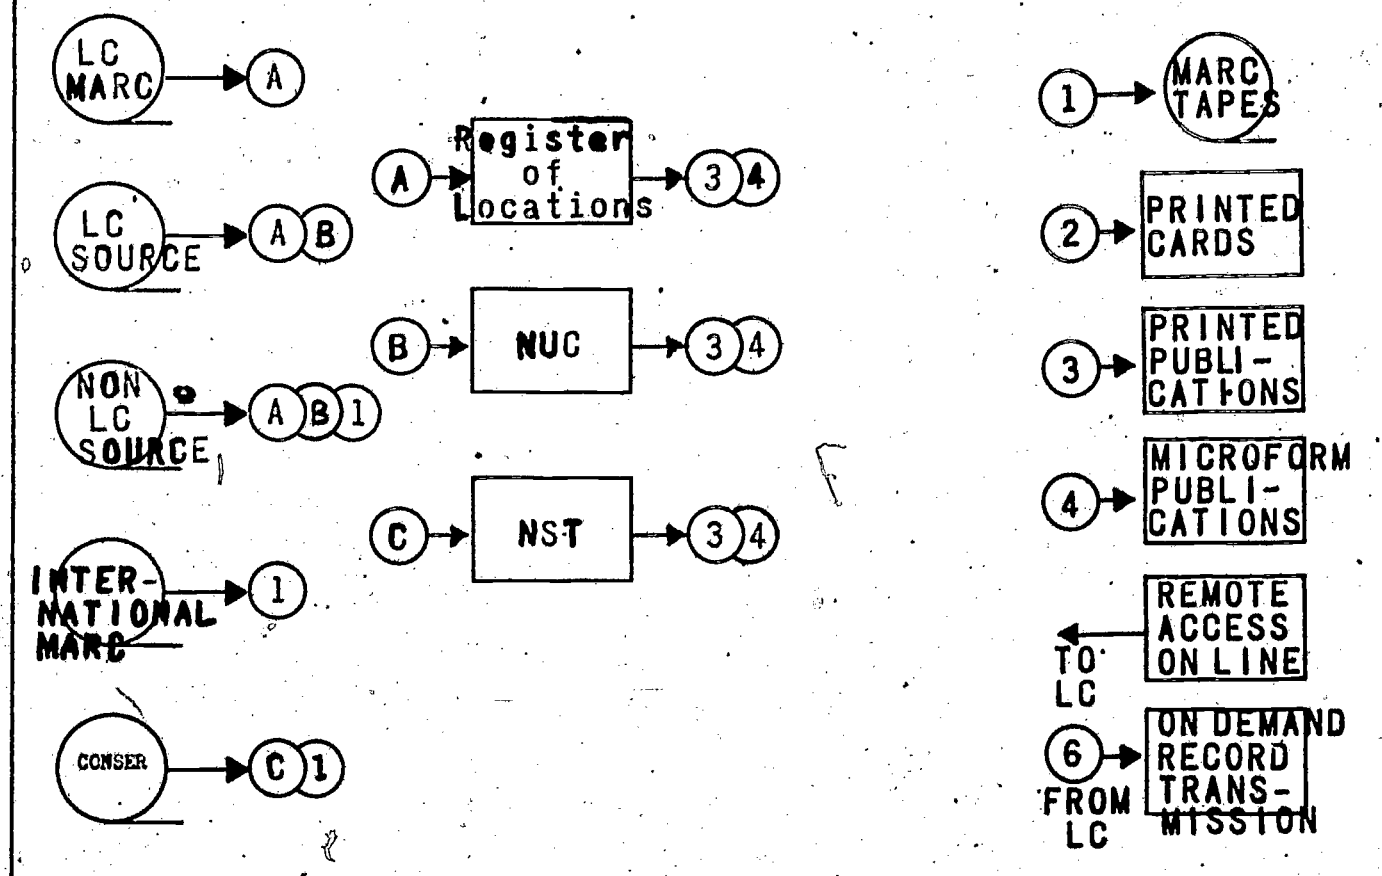 LC
MARC
A
LC
SOURCE
A B
NON
LC
SOURCE
A B 1
INTER-
NATIONAL
MARC
1
CONSER
C 1
A
Register
of
Locations
3 4
B
NUC
3 4
C
NST
3 4
1
MARC
TAPES
2
PRINTED
CARDS
3
PRINTED
PUBLI-
CATIONS
4
MICROFORM
PUBLI-
CATIONS
REMOTE
ACCESS
ON LINE
TO
LC
6
FROM
LC
ON DEMAND
RECORD
TRANS-
MISSION